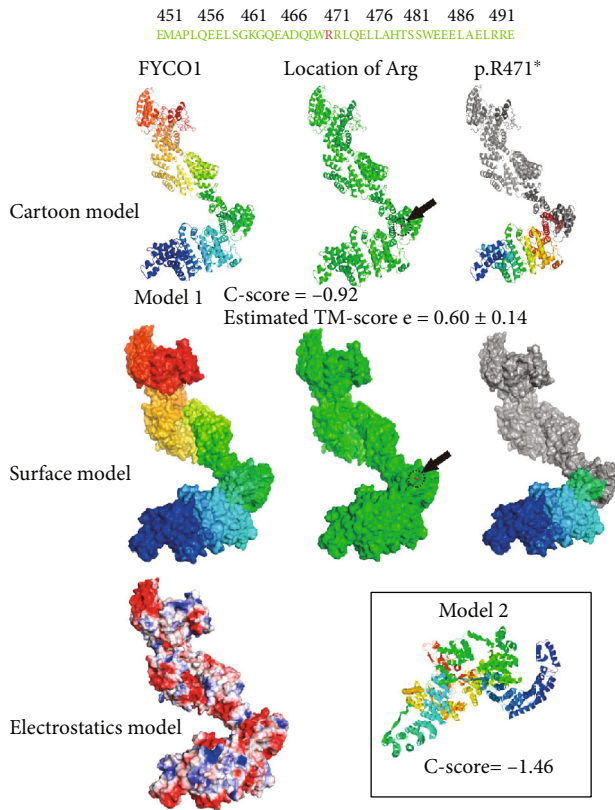 451 456 461 466 471 476 481 486 491
EMAPLQEELSGKGQEADQLWRRLQELLAHTSSWEEELAELRRE
FYCO1 Location of Arg p.R471*
Cartoon model
Model 1 C-score = –0.92
Estimated TM-score e = 0.60 ± 0.14
Surface model
Electrostatics model
Model 2
C-score= –1.46